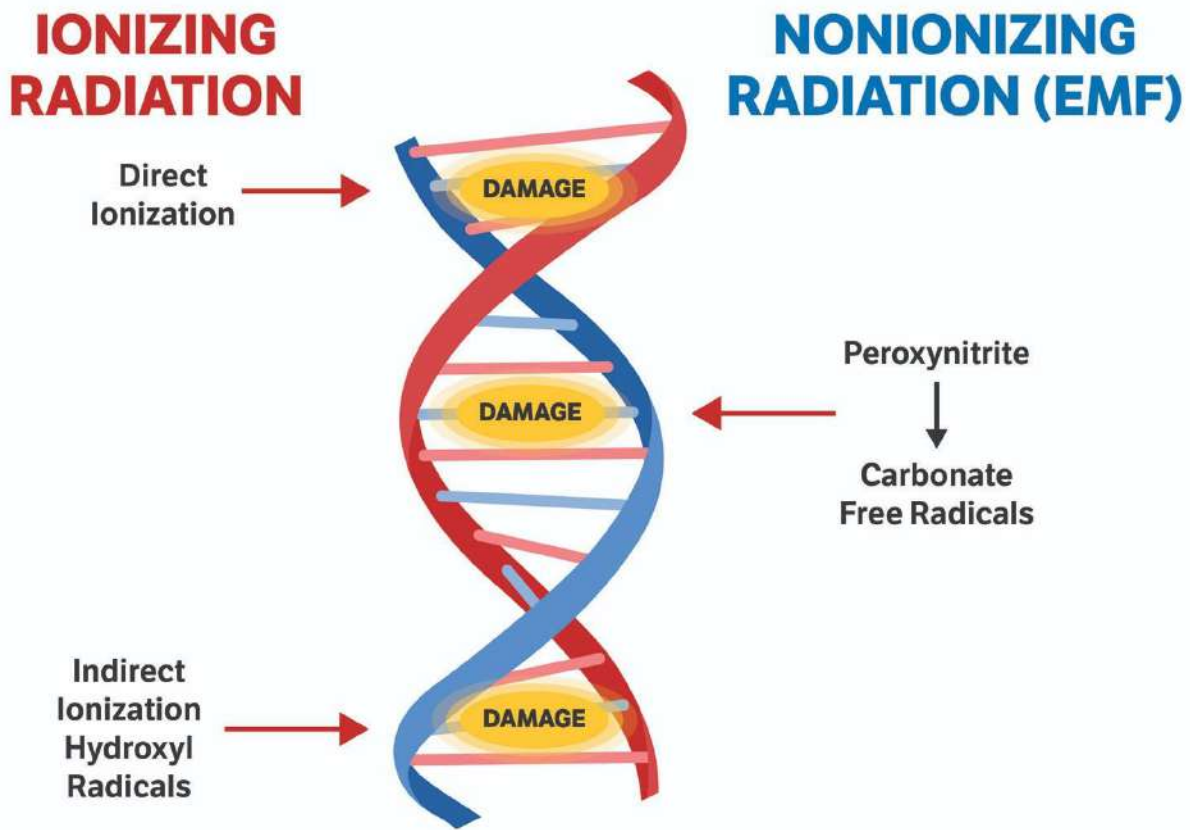 IONIZING
RADIATION
NONIONIZING
RADIATION (EMF)
Direct
Ionization
DAMAGE
Peroxynitrite
DAMAGE
Carbonate
Free Radicals
Indirect
Ionization
Hydroxyl
Radicals
DAMAGE